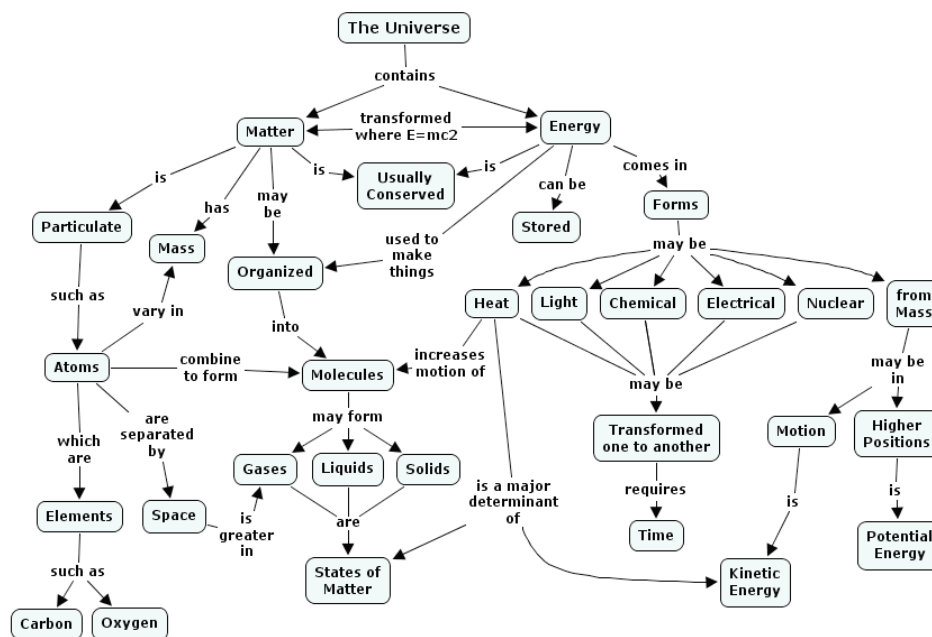 The Universe
contains
Matter
transformed
where E=mc2
Energy
is
is
Usually
Conserved
is
can be
comes in
Particulate
has
may
be
Stored
Forms
Mass
Organized
used to
make
things
may be
such as
vary in
into
Heat
Light
Chemical
Electrical
Nuclear
from
Mass
Atoms
combine
to form
Molecules
increases
motion of
may be
may be
in
which
are
are
separated
by
may form
Transformed
one to another
Motion
Higher
Positions
Gases
Liquids
Solids
Elements
Space
is
greater
in
are
is a major
determinant
of
requires
is
is
Time
Potential
Energy
such as
States of
Matter
Kinetic
Energy
Carbon
Oxygen